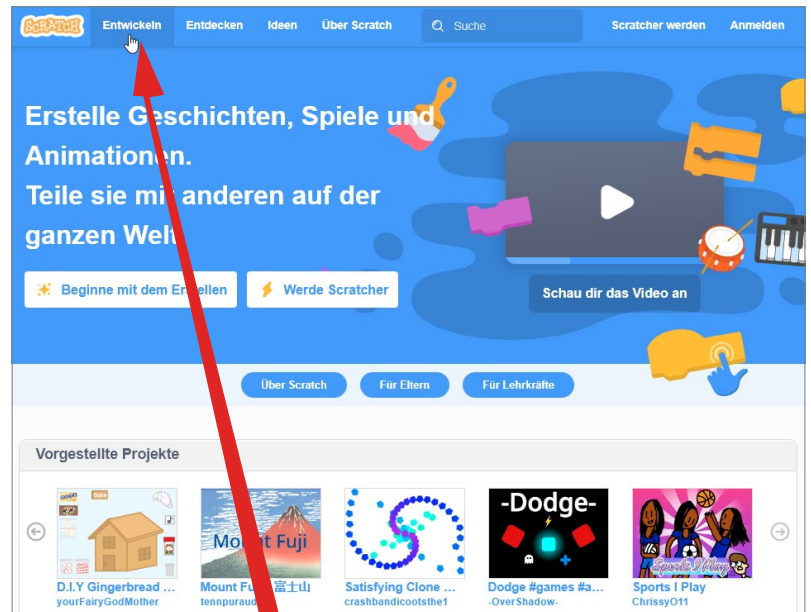 SCRATCH Entwickeln Entdecken Ideen Über Scratch Suche Scratcher werden Anmelden
Erstelle Geschichten, Spiele und
Animationen.
Teile sie mit anderen auf der
ganzen Welt
Beginne mit dem Erstellen Werde Scratcher
Schau dir das Video an
Über Scratch Für Eltern Für Lehrkräfte
Vorgestellte Projekte
Mount Fuji
-Dodge-
Sports I Play
D.I.Y Gingerbread ... Mount Fuji 富士山 Satisfying Clone ... Dodge #games #a... Sports I Play
yourFairyGodMother crashbandicootsthe1 -OverShadow- ChrissyO11